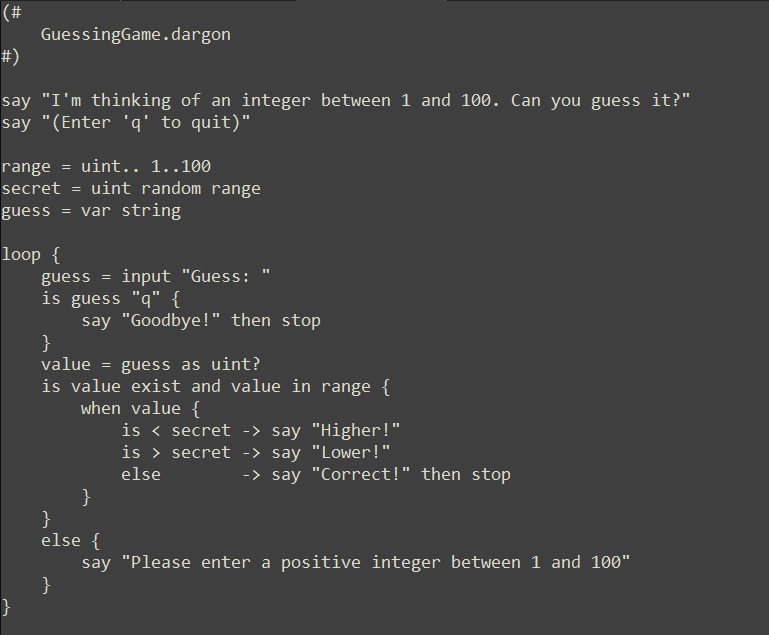 (#
    GuessingGame.dargon
#)

say "I'm thinking of an integer between 1 and 100. Can you guess it?"
say "(Enter 'q' to quit)"

range = uint.. 1..100
secret = uint random range
guess = var string

loop {
    guess = input "Guess: "
    is guess "q" {
        say "Goodbye!" then stop
    }
    value = guess as uint?
    is value exist and value in range {
        when value {
            is < secret -> say "Higher!"
            is > secret -> say "Lower!"
            else        -> say "Correct!" then stop
        }
    }
    else {
        say "Please enter a positive integer between 1 and 100"
    }
}